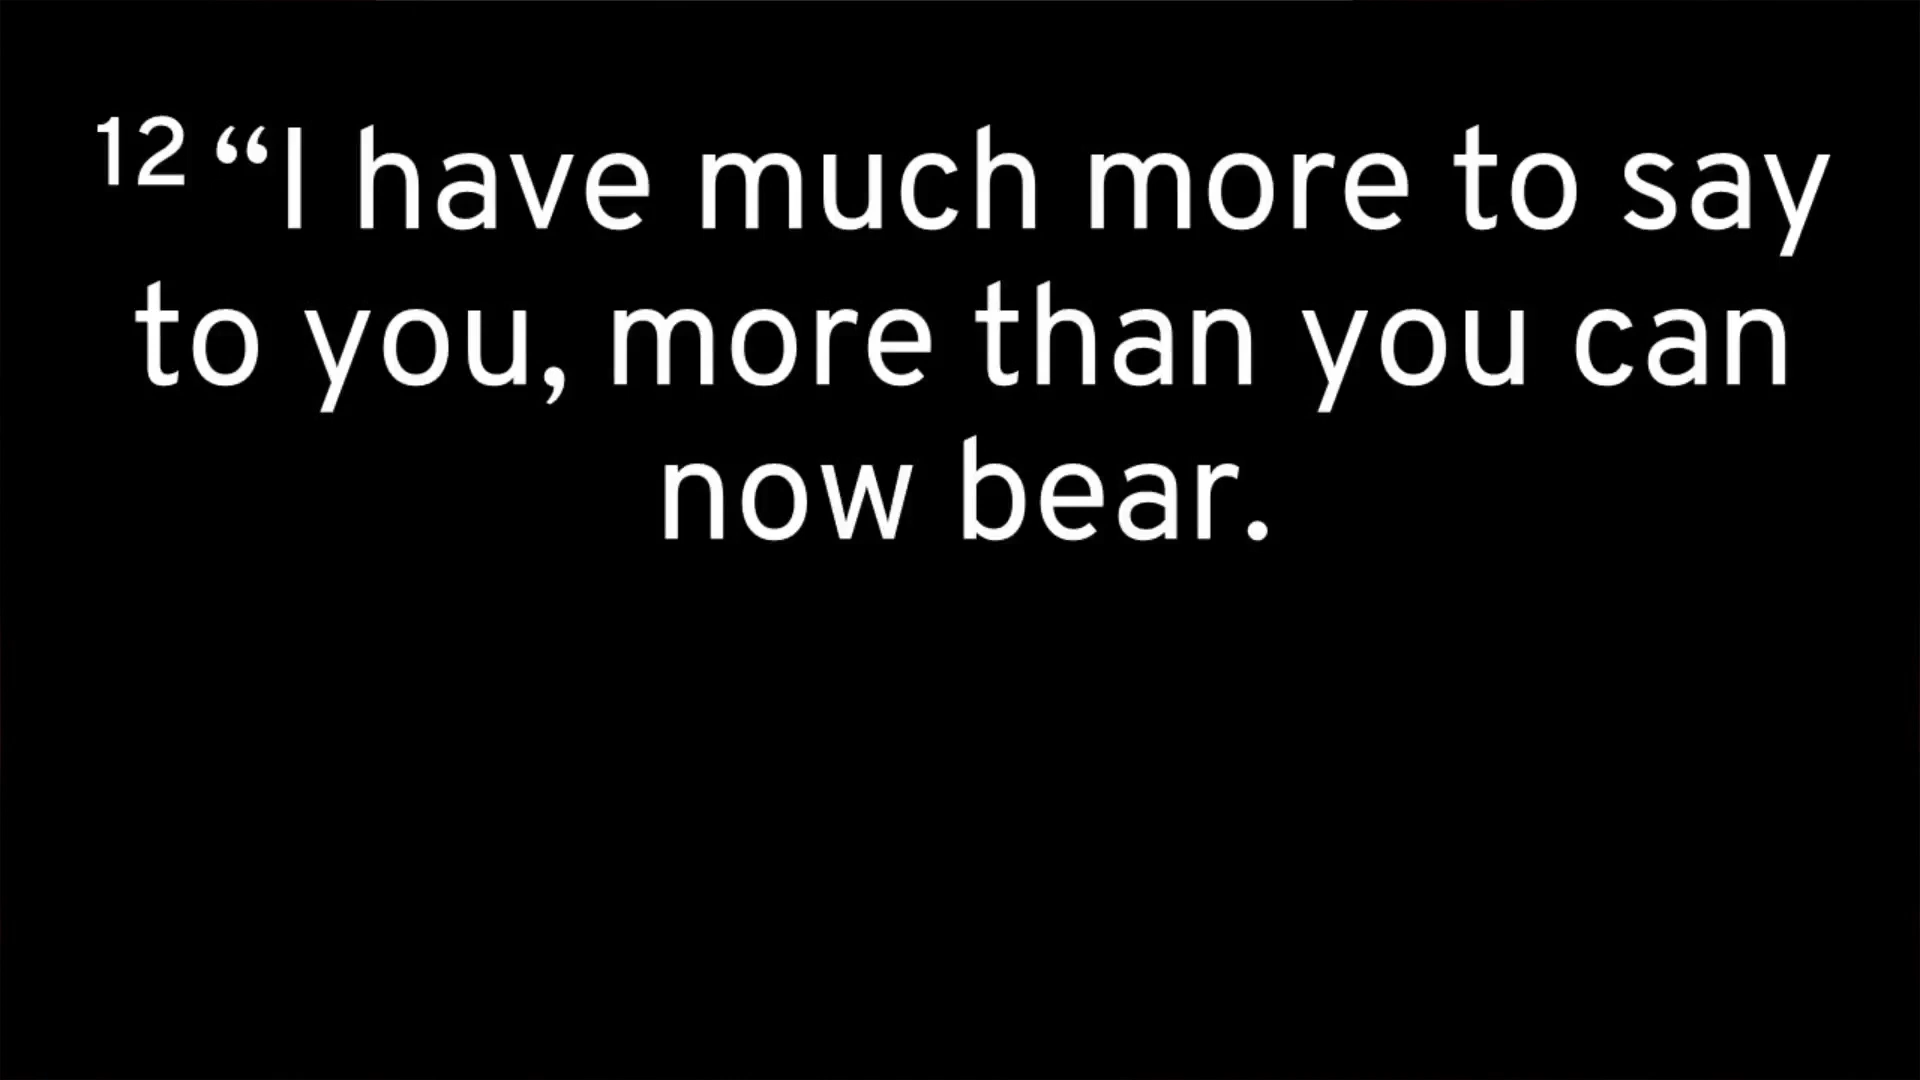 12 “I have much more to say
to you, more than you can
now bear.